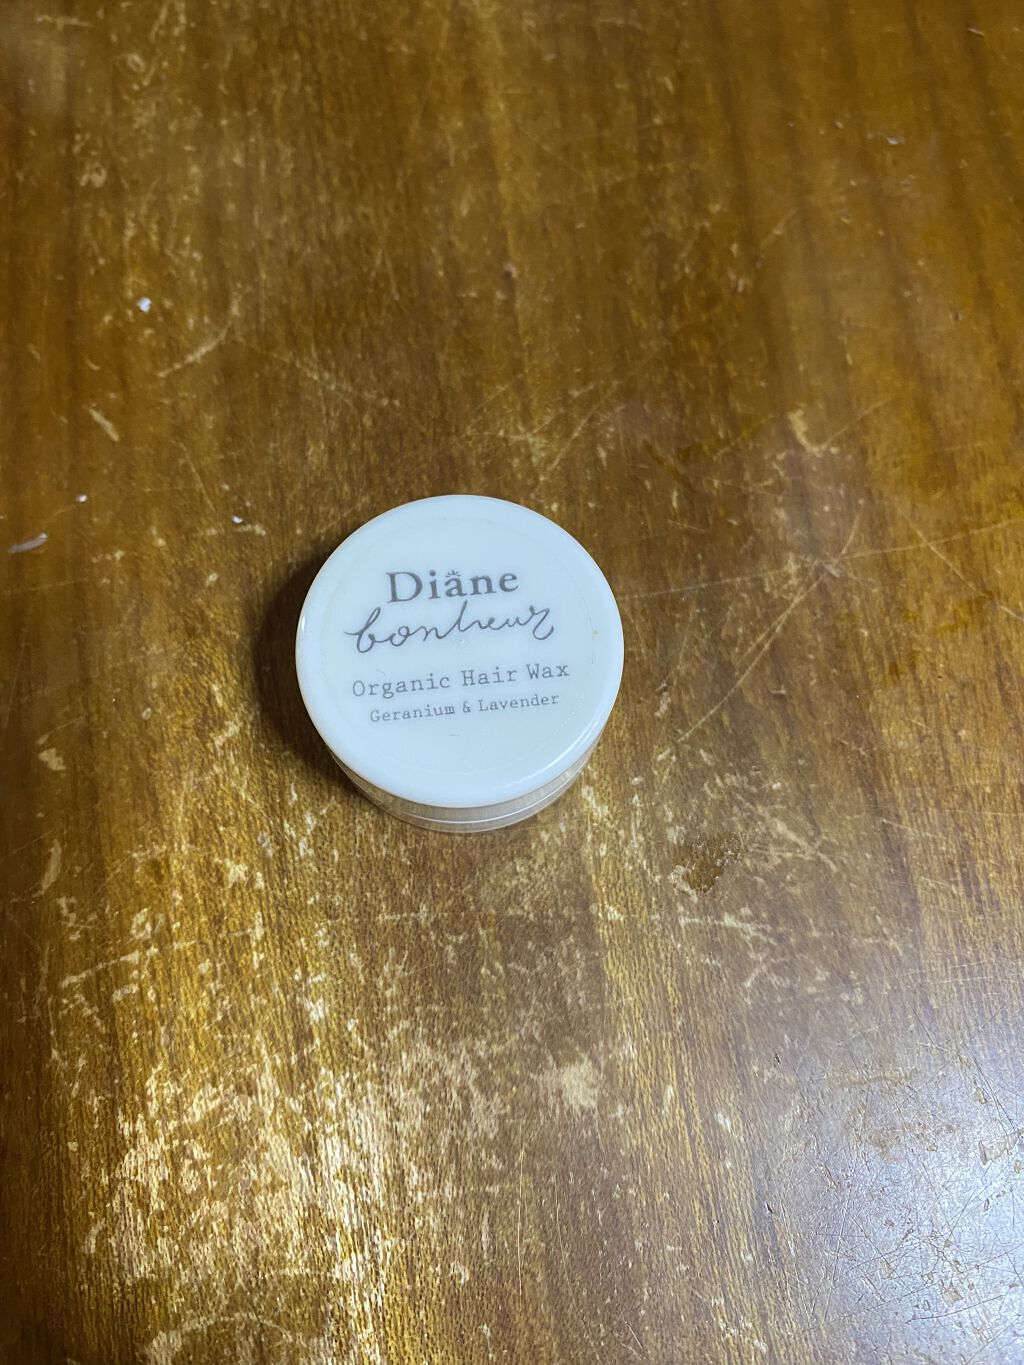 Diane
bonheur
Organic Hair Wax
Geranium & Lavender